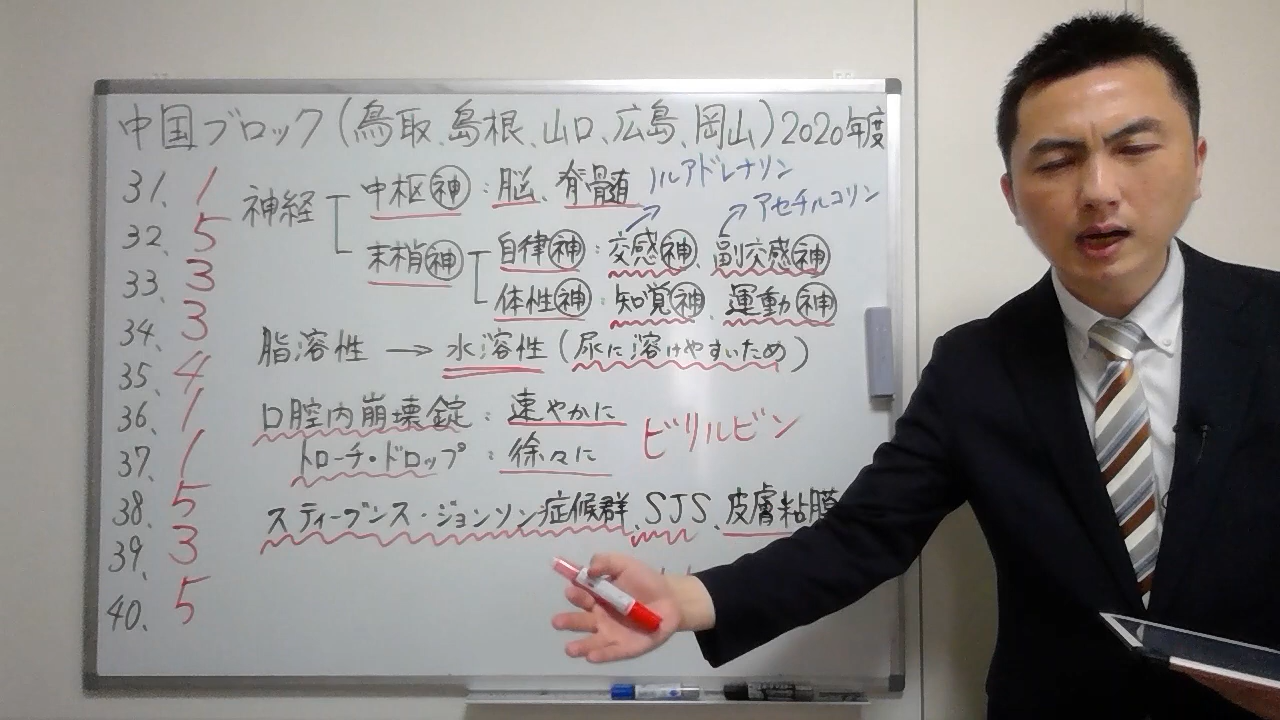 中国ブロック(鳥取、島根、山口、広島、岡山)2020年度
31. 1
32. 5
33. 3
34. 3
35. 4
36. 1
37. 1
38. 5
39. 3
40. 5
神経
中枢神:脳、脊髄
末梢神
自律神:交感神、副交感神
ノルアドレナリン
アセチルコリン
体性神:知覚神、運動神
脂溶性→水溶性(尿に溶けやすいため)
口腔内崩壊錠:速やかに
トローチ・ドロップ:徐々に
ビリルビン
スティーブンス・ジョンソン症候群、SJS、皮膚粘膜